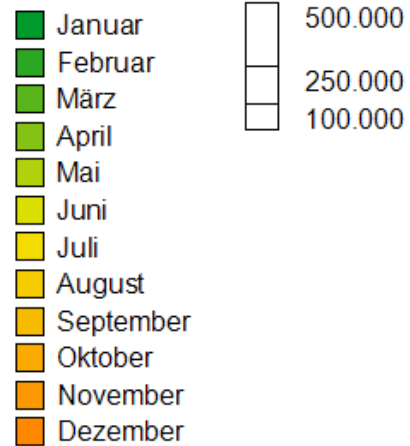 Januar
Februar
März
April
Mai
Juni
Juli
August
September
Oktober
November
Dezember
500.000
250.000
100.000